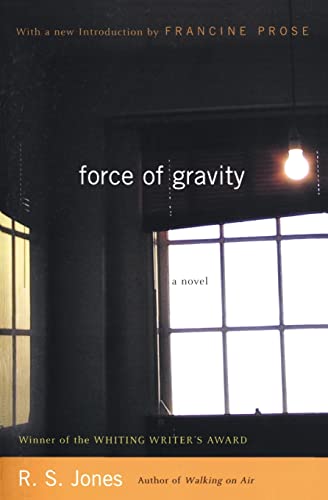 With a new Introduction by FRANCINE PROSE
force of gravity
a novel
Winner of the WHITING WRITER'S AWARD
R. S. Jones Author of Walking on Air